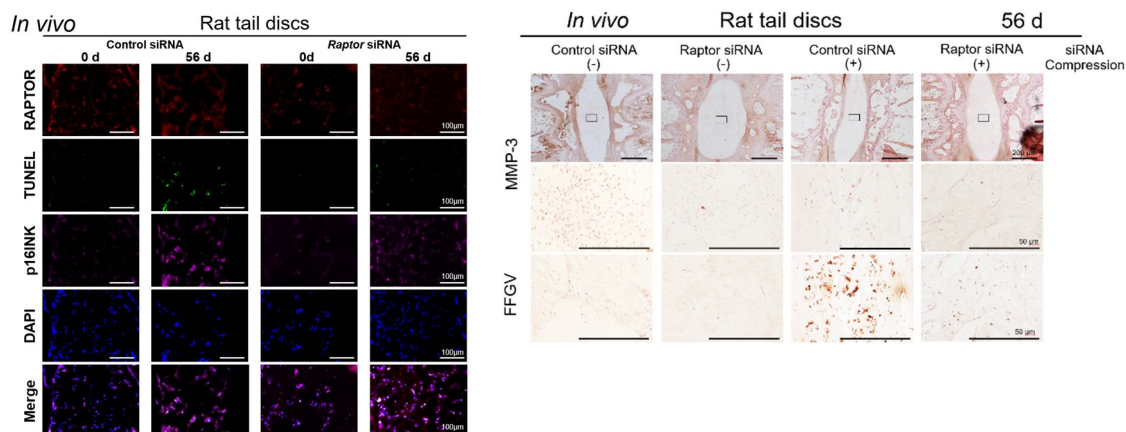 In vivo Rat tail discs
Control siRNA Raptor siRNA
0 d 56 d 0d 56 d
RAPTOR
100μm
TUNEL
100μm
p16INK
100μm
DAPI
100μm
Merge
100μm
In vivo Rat tail discs 56 d
Control siRNA Raptor siRNA Control siRNA Raptor siRNA siRNA
(-) (-) (+) (+) Compression
MMP-3
200 μm
50 μm
FFGV
50 μm